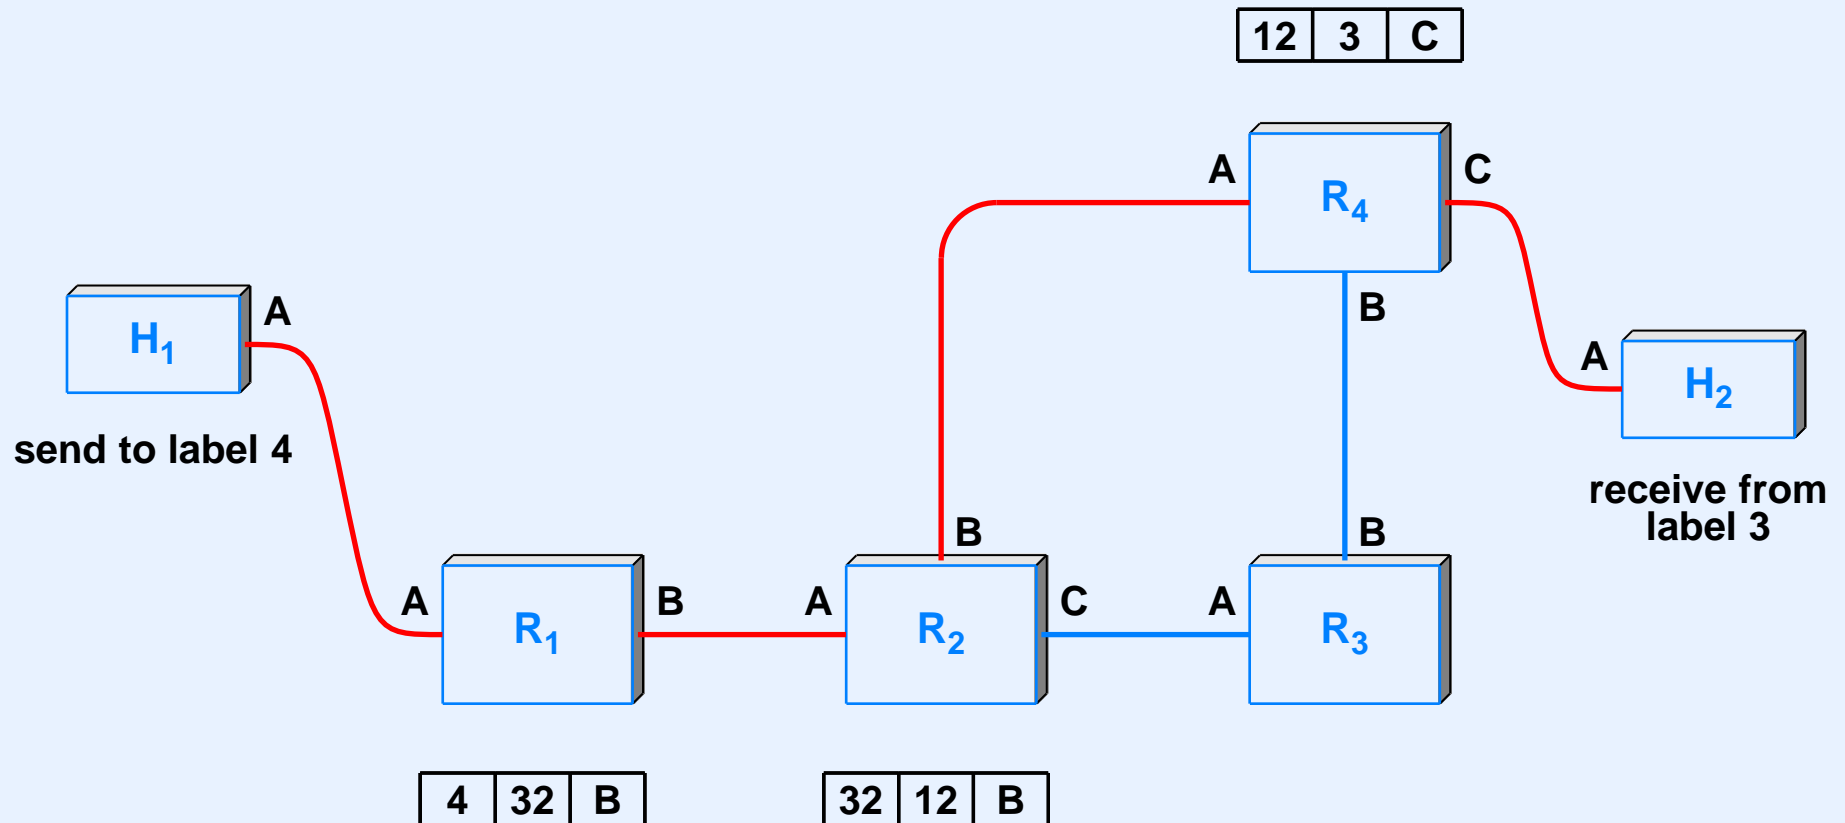 12 3 C
A R4 C
B
H1 A
A H2
send to label 4
receive from
label 3
B B
A R1 B A R2 C A R3
4 32 B 32 12 B